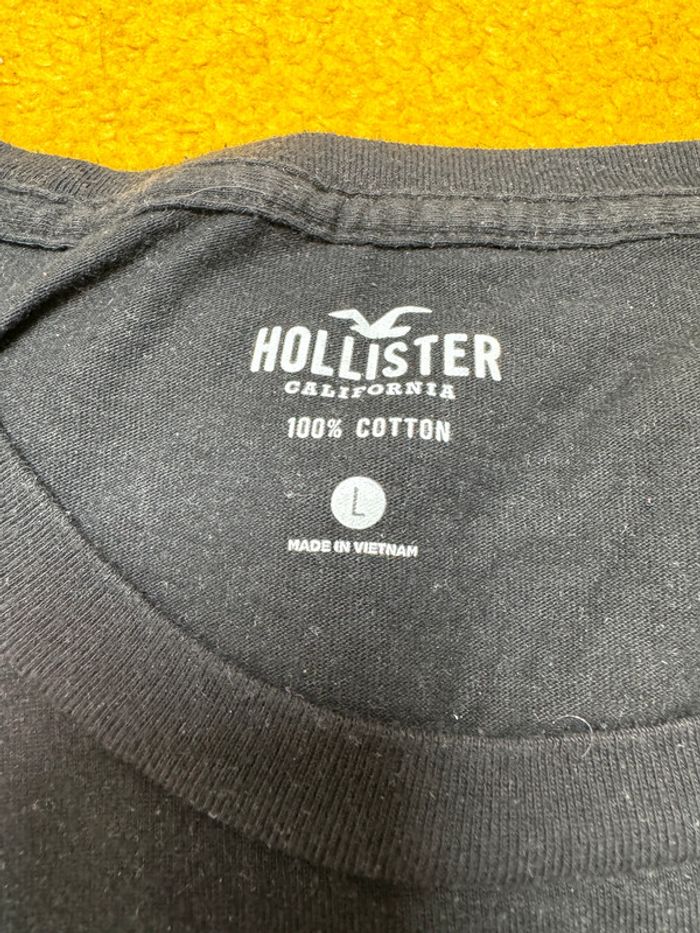 HOLLISTER
CALIFORNIA
100% COTTON
L
MADE IN VIETNAM